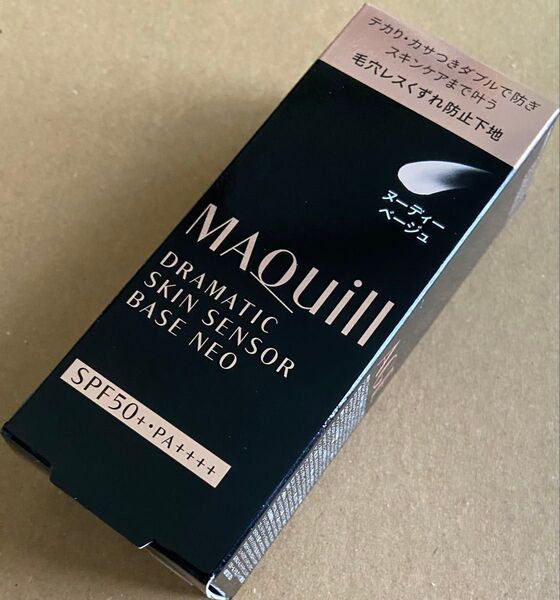 テカり・カサつきダブルで防ぎ
スキンケアまで叶う
毛穴レスくずれ防止下地
ヌーディー
ベージュ
MAQuill
DRAMATIC
SKIN SENSOR
BASE NEO
SPF50+・PA++++